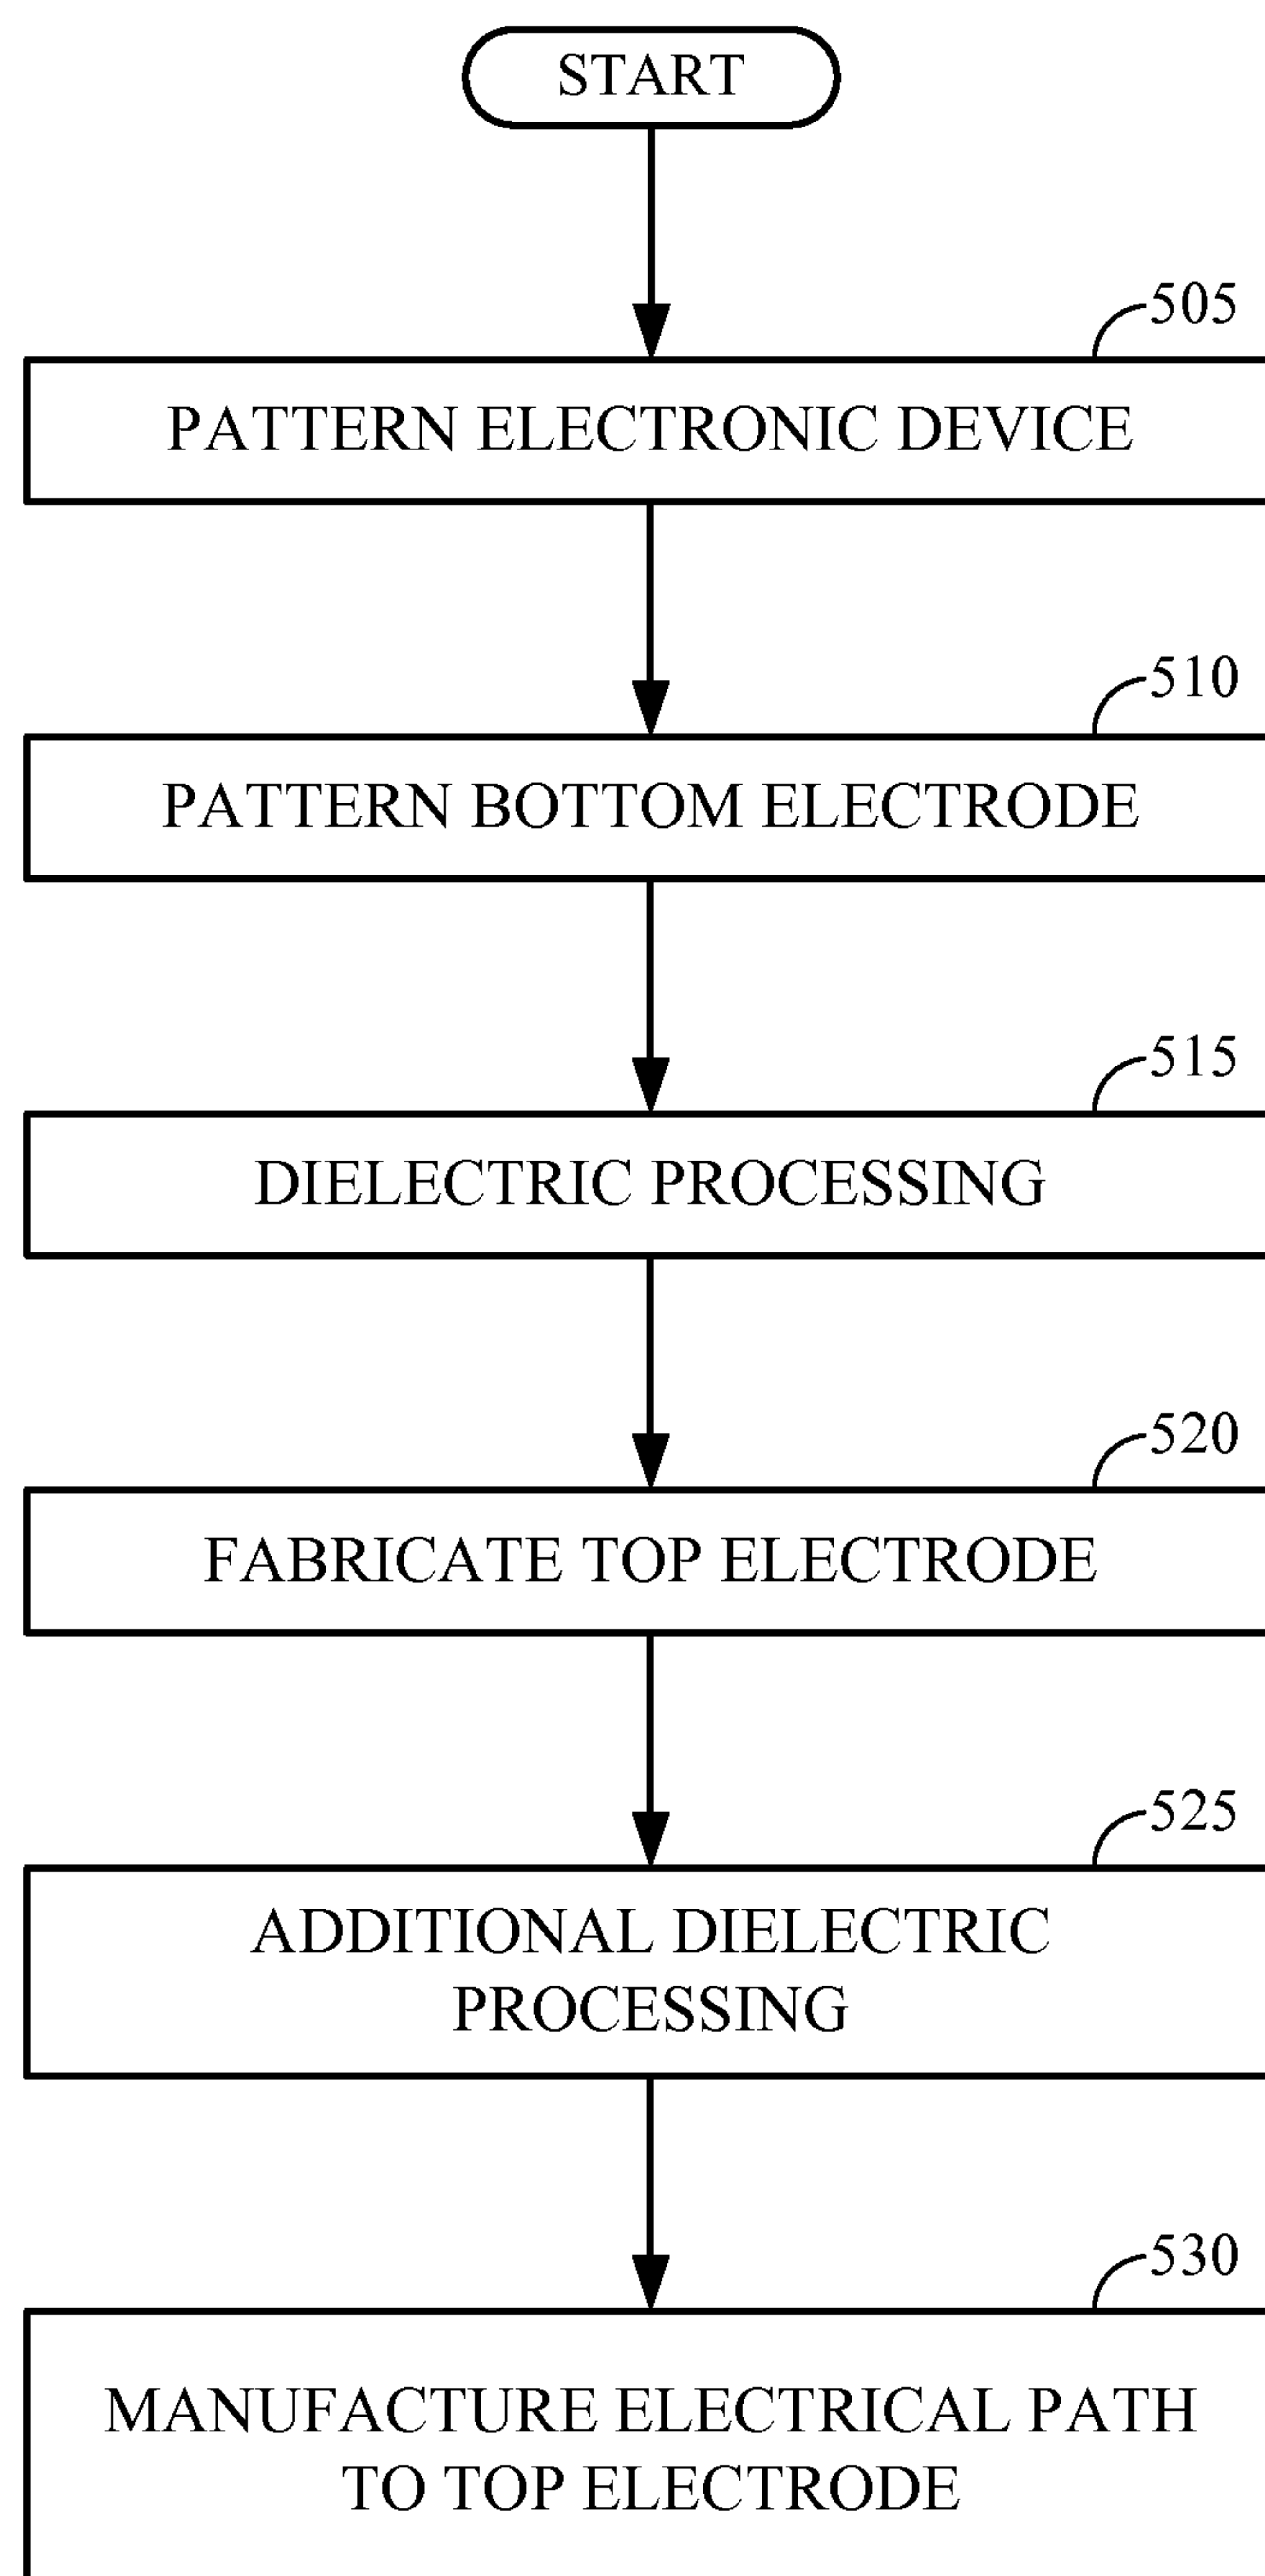 START
505
PATTERN ELECTRONIC DEVICE
510
PATTERN BOTTOM ELECTRODE
515
DIELECTRIC PROCESSING
520
FABRICATE TOP ELECTRODE
525
ADDITIONAL DIELECTRIC
PROCESSING
530
MANUFACTURE ELECTRICAL PATH
TO TOP ELECTRODE